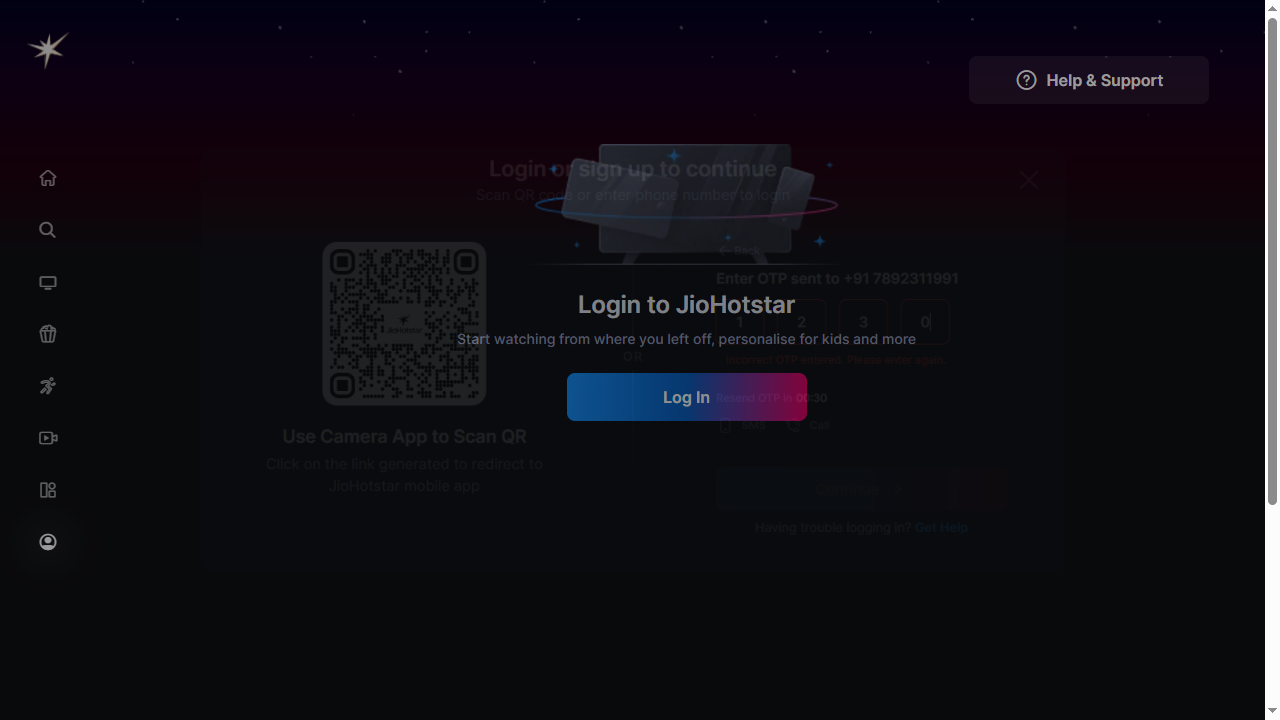 Help & Support
Login or sign up to continue
Scan QR code or enter phone number to login
Back
Enter OTP sent to +91 7892311991
1 2 3 0
Login to JioHotstar
Start watching from where you left off, personalise for kids and more
OR
Incorrect OTP entered. Please enter again.
Log In
Resend OTP in 00:30
SMS Call
Use Camera App to Scan QR
Click on the link generated to redirect to
JioHotstar mobile app
Continue
Having trouble logging in? Get Help